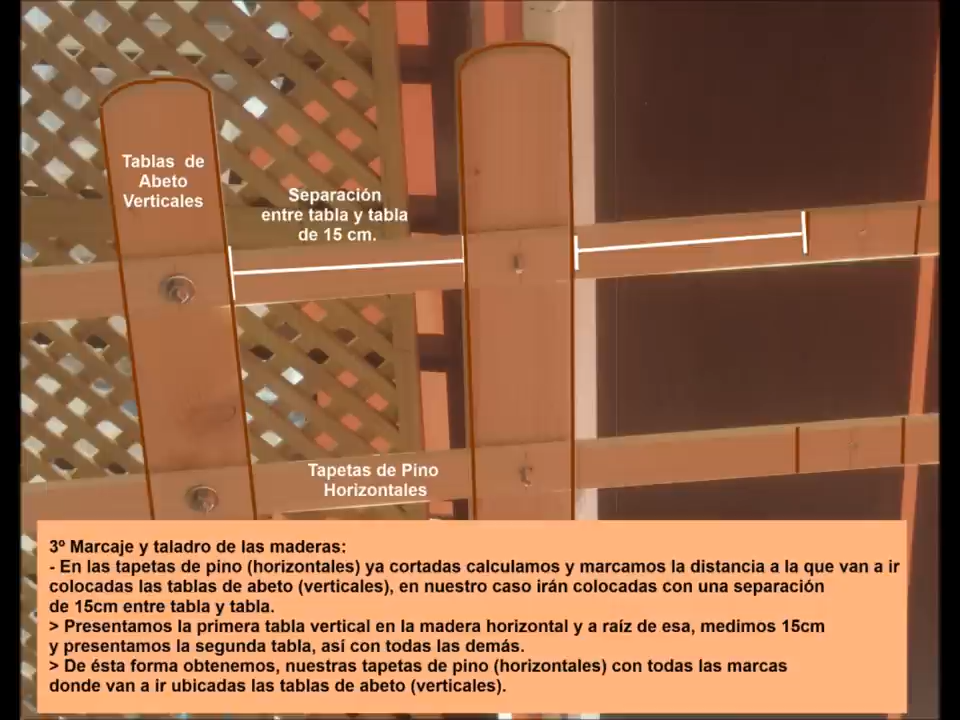 Tablas de
Abeto
Verticales
Separación
entre tabla y tabla
de 15 cm.
Tapetas de Pino
Horizontales
3º Marcaje y taladro de las maderas:
- En las tapetas de pino (horizontales) ya cortadas calculamos y marcamos la distancia a la que van a ir
colocadas las tablas de abeto (verticales), en nuestro caso irán colocadas con una separación
de 15cm entre tabla y tabla.
> Presentamos la primera tabla vertical en la madera horizontal y a raíz de esa, medimos 15cm
y presentamos la segunda tabla, así con todas las demás.
> De ésta forma obtenemos, nuestras tapetas de pino (horizontales) con todas las marcas
donde van a ir ubicadas las tablas de abeto (verticales).